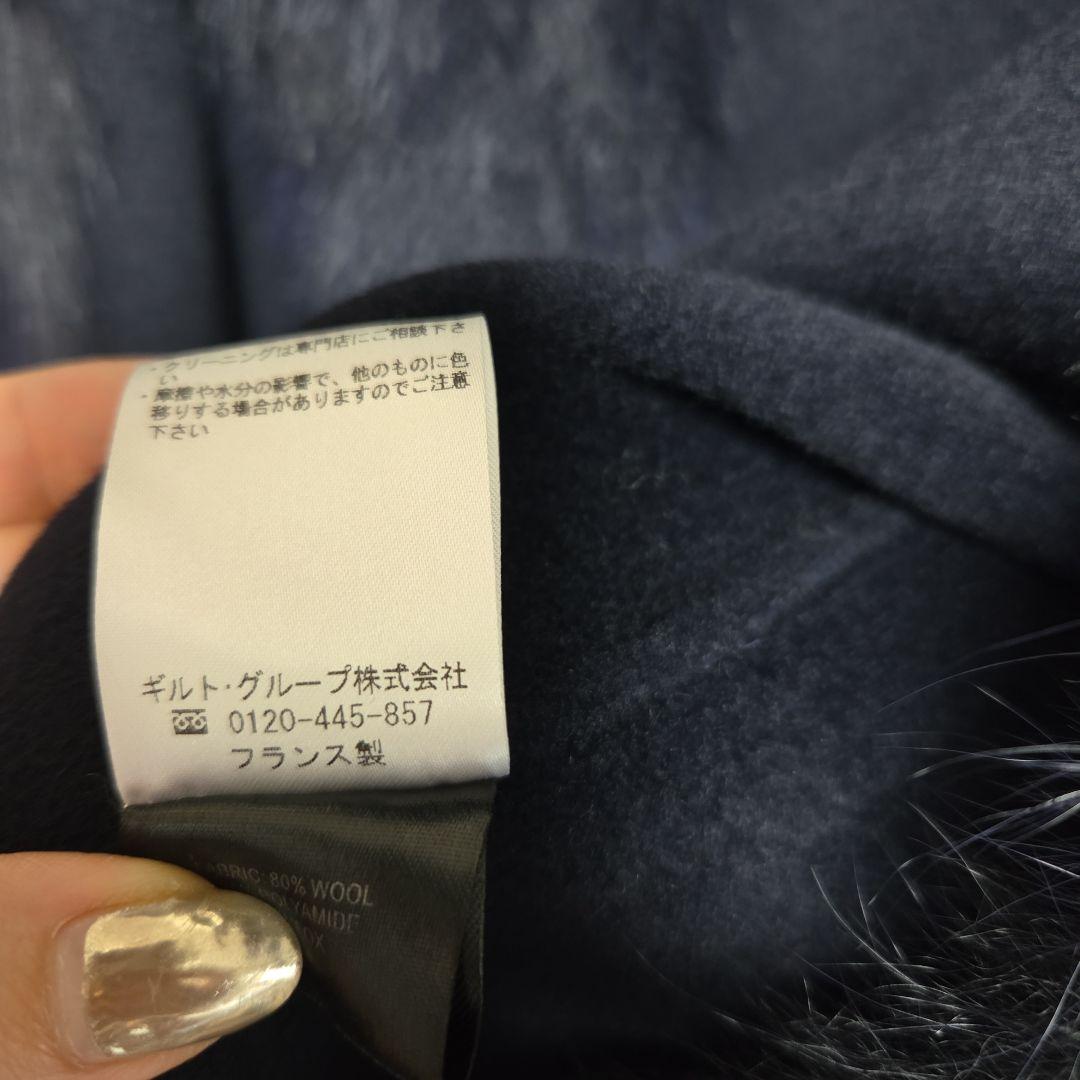 ・クリーニングは専門店にご相談下さ
い
・摩擦や水分の影響で、他のものに色
移りする場合がありますのでご注意
下さい
ギルト・グループ株式会社
0120-445-857
フランス製
FABRIC: 80% WOOL
POLYAMIDE